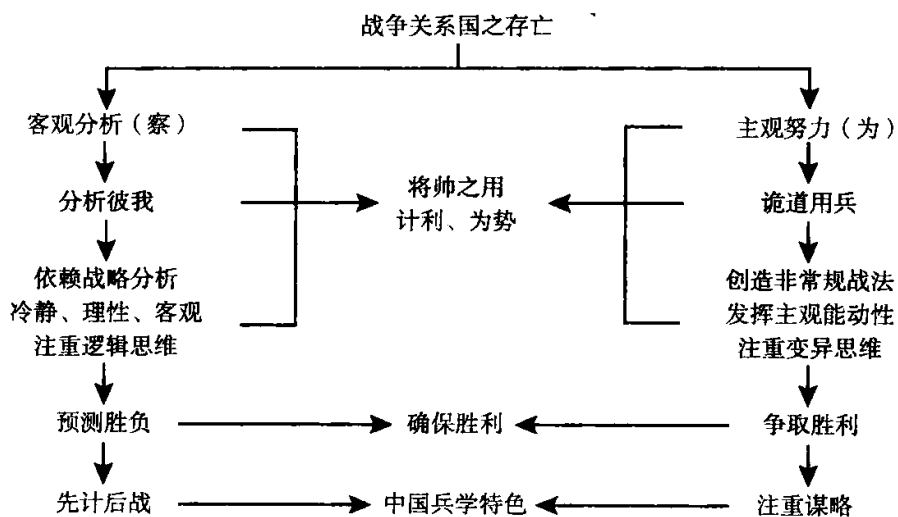 战争关系国之存亡
客观分析（察）
主观努力（为）
分析彼我
将帅之用
计利、为势
诡道用兵
依赖战略分析
冷静、理性、客观
注重逻辑思维
创造非常规战法
发挥主观能动性
注重变异思维
预测胜负
确保胜利
争取胜利
先计后战
中国兵学特色
注重谋略